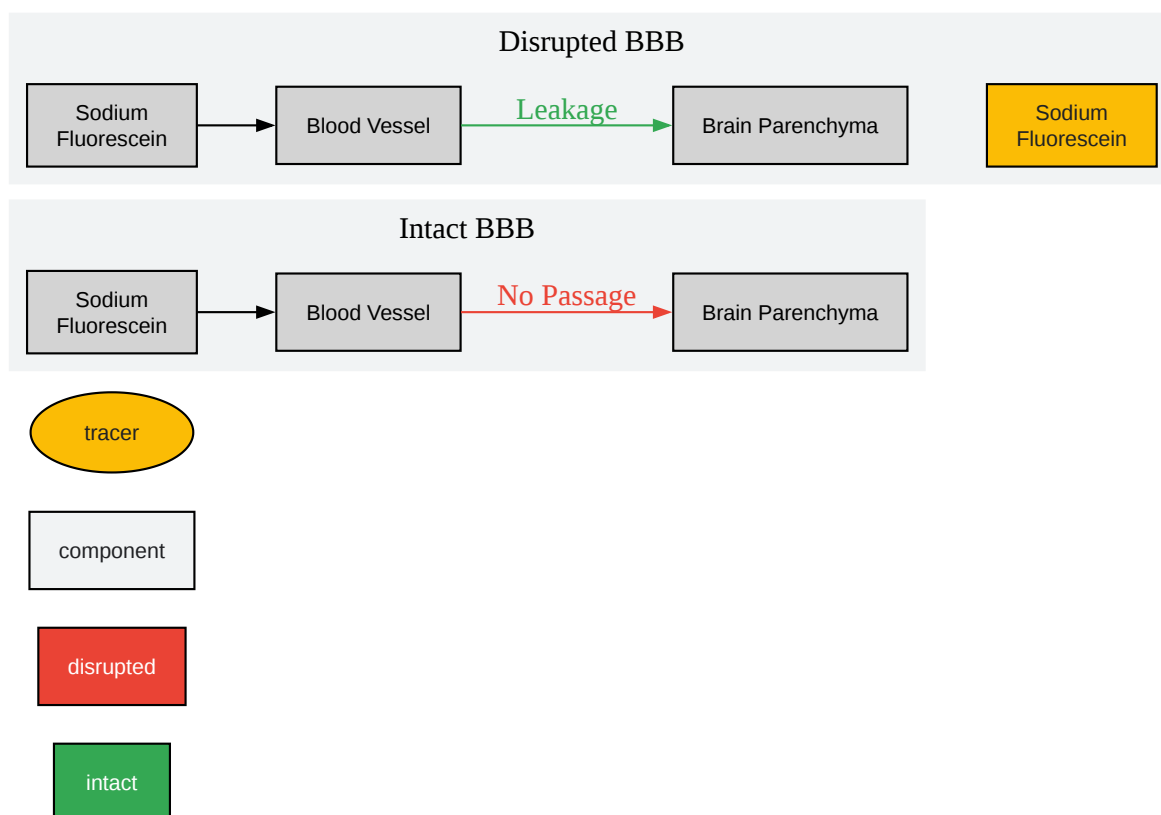 Disrupted BBB
Sodium
Fluorescein
Blood Vessel
Leakage
Brain Parenchyma
Sodium
Fluorescein
Intact BBB
Sodium
Fluorescein
Blood Vessel
No Passage
Brain Parenchyma
tracer
component
disrupted
intact